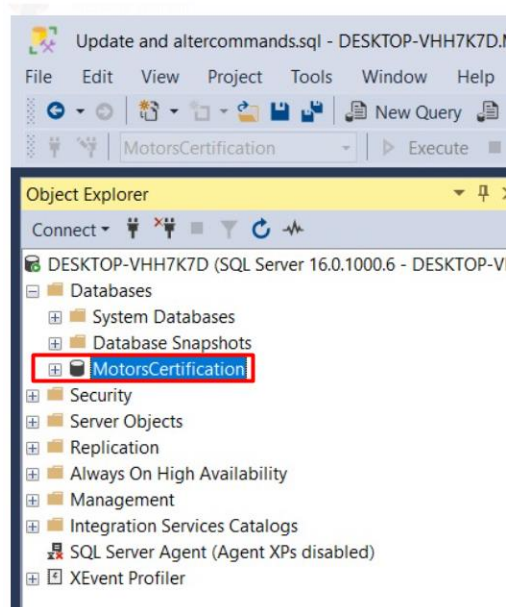 Update and altercommands.sql - DESKTOP-VHH7K7D.
File Edit View Project Tools Window Help
New Query
MotorsCertification Execute
Object Explorer
Connect
DESKTOP-VHH7K7D (SQL Server 16.0.1000.6 - DESKTOP-V
Databases
System Databases
Database Snapshots
MotorsCertification
Security
Server Objects
Replication
Always On High Availability
Management
Integration Services Catalogs
SQL Server Agent (Agent XPs disabled)
XEvent Profiler